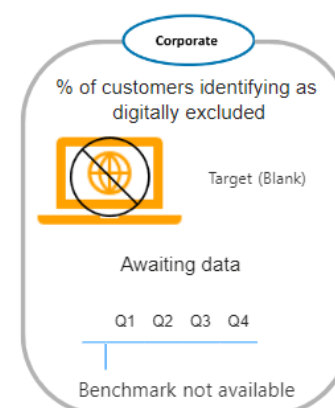 Corporate
% of customers identifying as
digitally excluded
Target (Blank)
Awaiting data
Q1 Q2 Q3 Q4
Benchmark not available